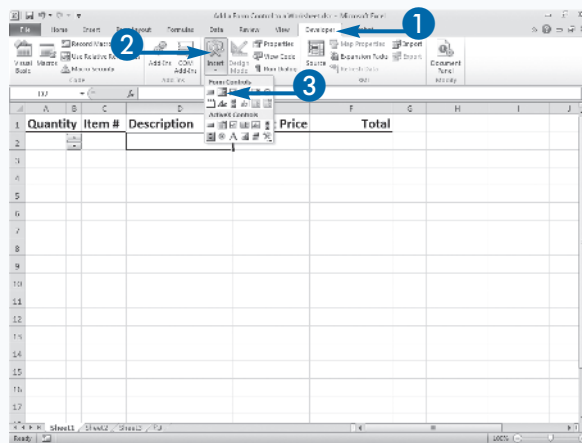 Add a Form Control to a Worksheet.xlsx - Microsoft Excel
File Home Insert Page Layout Formulas Data Review View Developer
1
2
Record Macro
Use Relative References
Macro Security
Visual Basic
Macros
Add-Ins
COM Add-Ins
Insert
Design Mode
Properties
View Code
Run Dialog
Source
Map Properties
Expansion Packs
Refresh Data
Import
Export
Document Panel
Code
Add-Ins
XML
Modify
Form Controls
3
ActiveX Controls
D2
fx
A B C D F G H I J
1 Quantity Item # Description Price Total
2
3
4
5
6
7
8
9
10
11
12
13
14
15
16
17
Sheet1 Sheet2 Sheet3
Ready
100%